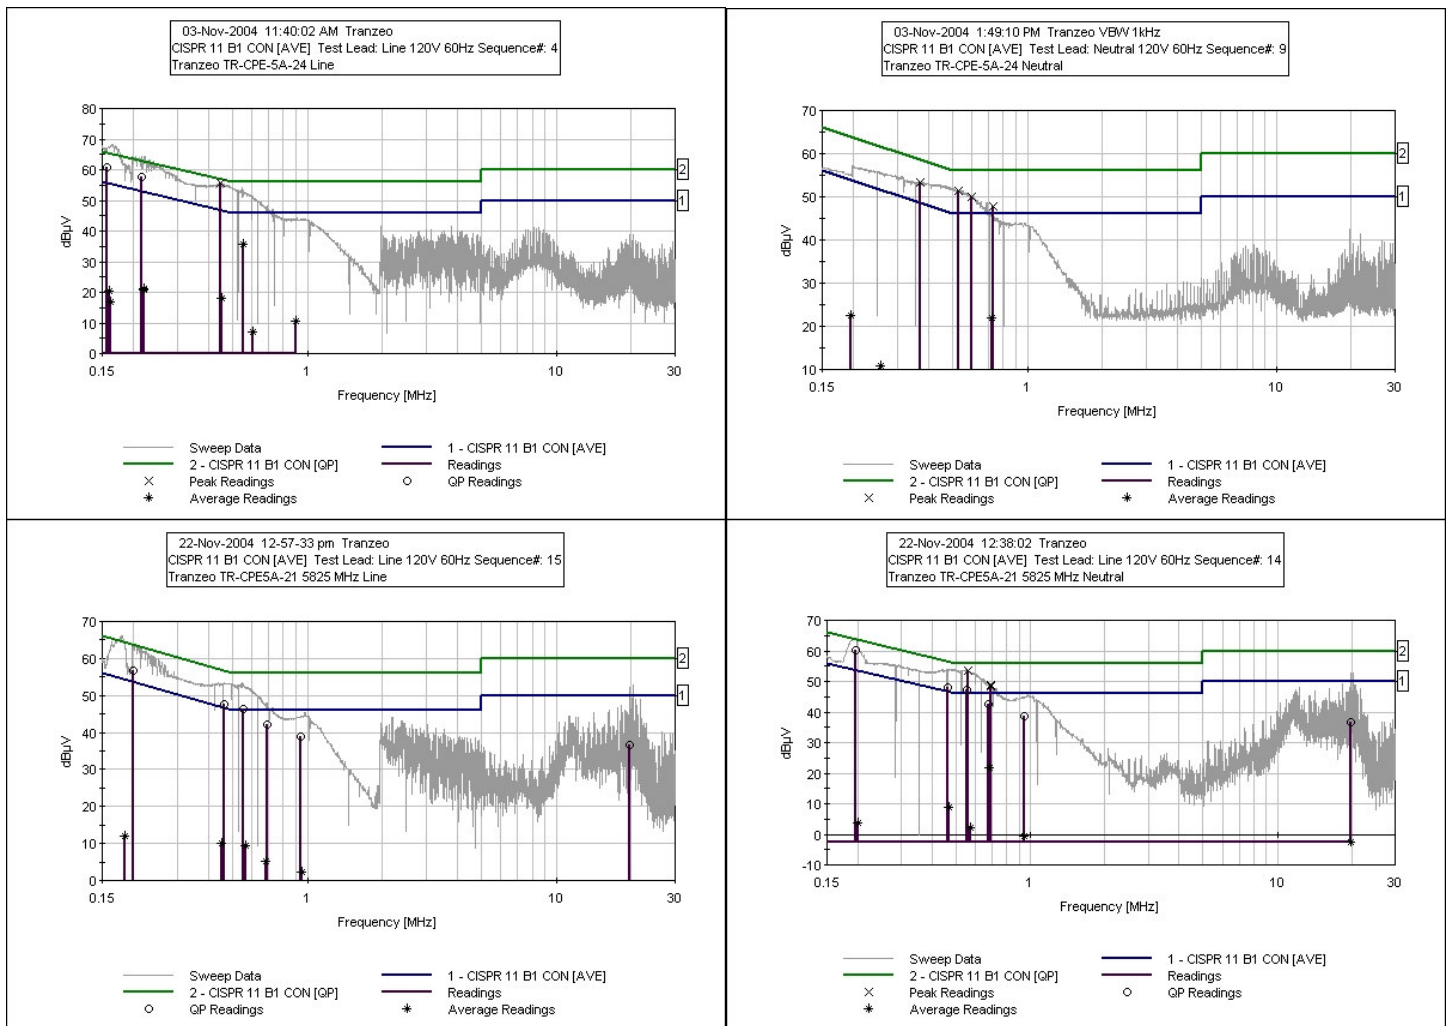 03-Nov-2004 11:40:02 AM Tranzeo
CISPR 11 B1 CON [AVE] Test Lead: Line 120V 60Hz Sequence#: 4
Tranzeo TR-CPE-5A-24 Line
80
70
60
50
40
30
20
10
0
dBµV
2
1
0.15
1
10
30
Frequency [MHz]
Sweep Data
1 - CISPR 11 B1 CON [AVE]
2 - CISPR 11 B1 CON [QP]
Readings
Peak Readings
QP Readings
Average Readings
03-Nov-2004 1:49:10 PM Tranzeo VBW 1kHz
CISPR 11 B1 CON [AVE] Test Lead: Neutral 120V 60Hz Sequence#: 9
Tranzeo TR-CPE-5A-24 Neutral
70
60
50
40
30
20
10
dBµV
2
1
0.15
1
10
30
Frequency [MHz]
Sweep Data
1 - CISPR 11 B1 CON [AVE]
2 - CISPR 11 B1 CON [QP]
Readings
Peak Readings
Average Readings
22-Nov-2004 12-57-33 pm Tranzeo
CISPR 11 B1 CON [AVE] Test Lead: Line 120V 60Hz Sequence#: 15
Tranzeo TR-CPE5A-21 5825 MHz Line
70
60
50
40
30
20
10
0
dBµV
2
1
0.15
1
10
30
Frequency [MHz]
Sweep Data
1 - CISPR 11 B1 CON [AVE]
2 - CISPR 11 B1 CON [QP]
Readings
QP Readings
Average Readings
22-Nov-2004 12:38:02 Tranzeo
CISPR 11 B1 CON [AVE] Test Lead: Line 120V 60Hz Sequence#: 14
Tranzeo TR-CPE5A-21 5825 MHz Neutral
70
60
50
40
30
20
10
0
-10
dBµV
2
1
0.15
1
10
30
Frequency [MHz]
Sweep Data
1 - CISPR 11 B1 CON [AVE]
2 - CISPR 11 B1 CON [QP]
Readings
Peak Readings
QP Readings
Average Readings